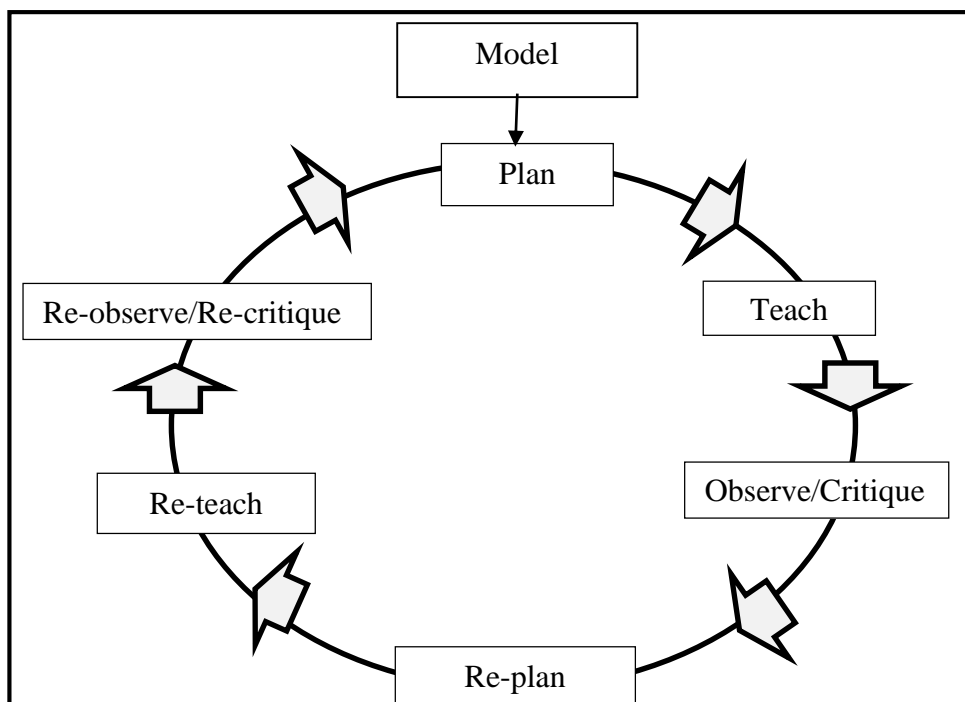 Model
Plan
Teach
Observe/Critique
Re-plan
Re-teach
Re-observe/Re-critique